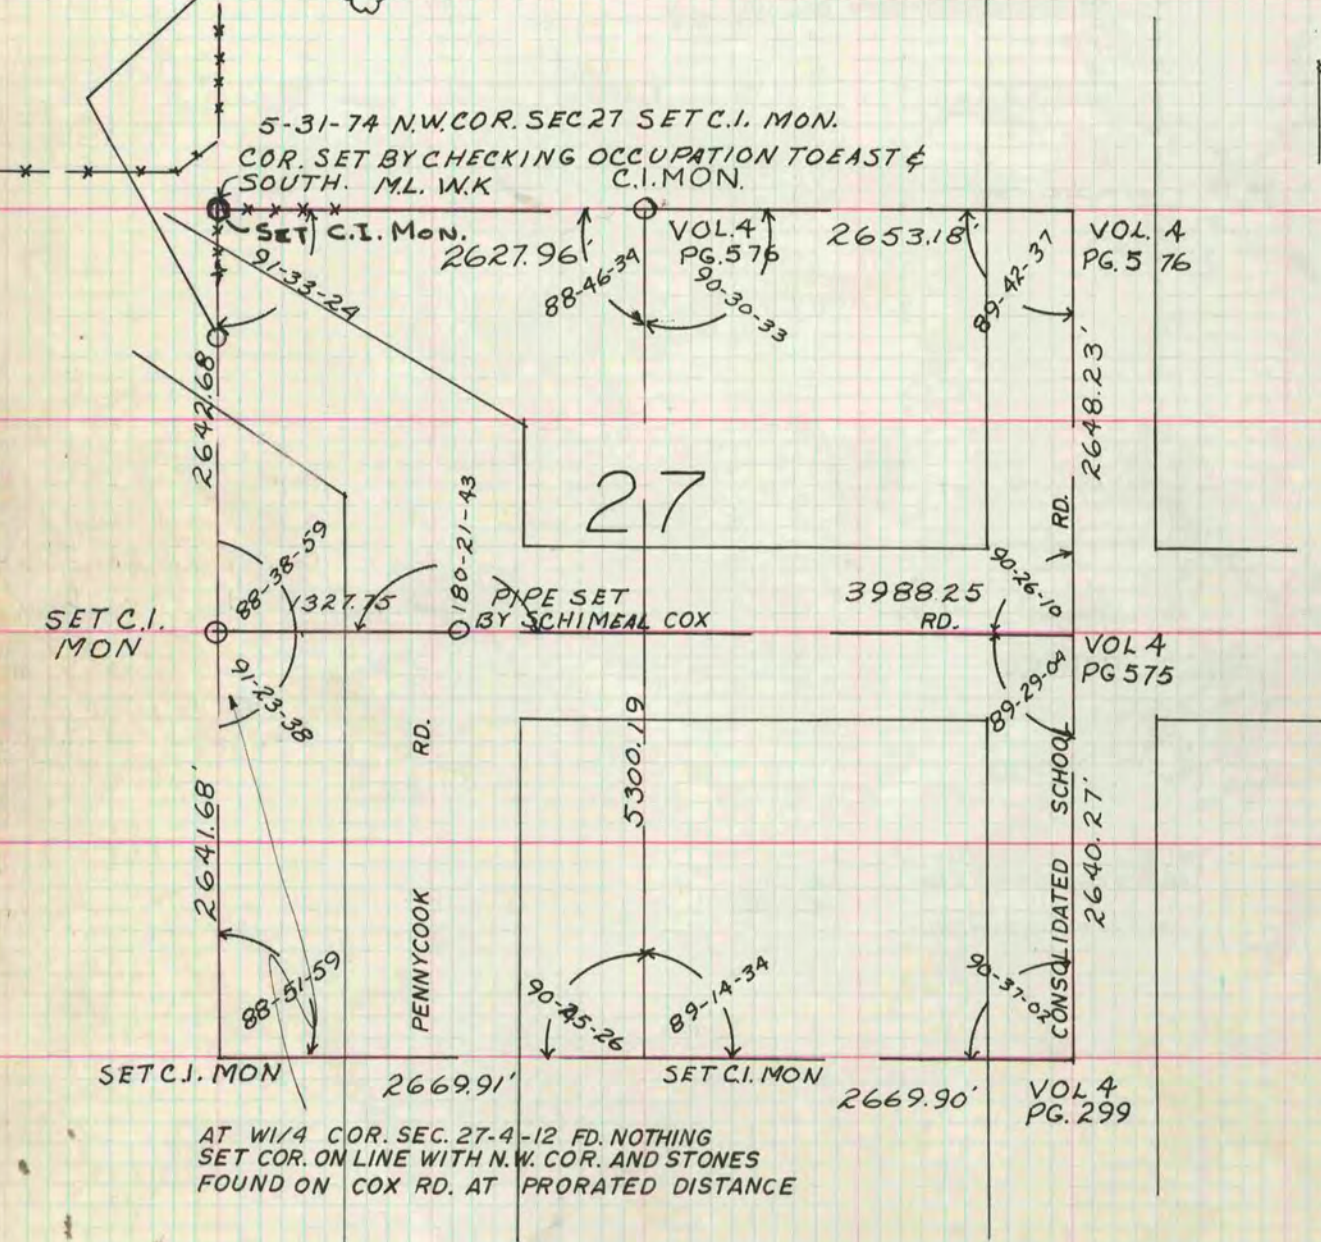 5-31-74 N.W. COR. SEC 27 SET C.I. MON.
COR. SET BY CHECKING OCCUPATION TO EAST &
SOUTH. M.L. W.K
C.I. MON.
SET C.I. MON.
2627.96'
VOL. 4
PG. 576
2653.18'
VOL. 4
PG. 576
91-33-24
88-46-34
90-30-33
89-42-37
2642.68
2648.23'
27
180-21-43
88-38-59
1327.75
PIPE SET
BY SCHIMEAL COX
3988.25
RD.
90-26-10
RD.
SET C.I.
MON
VOL 4
PG 575
91-23-38
89-29-04
RD.
5300.19
SCHOOL
2641.68'
2640.27'
CONSOLIDATED
PENNYCOOK
88-51-59
90-45-26
89-14-34
90-37-02
SET C.I. MON
2669.91'
SET C.I. MON
2669.90'
VOL 4
PG. 299
AT W1/4 COR. SEC. 27-4-12 FD. NOTHING
SET COR. ON LINE WITH N.W. COR. AND STONES
FOUND ON COX RD. AT PRORATED DISTANCE